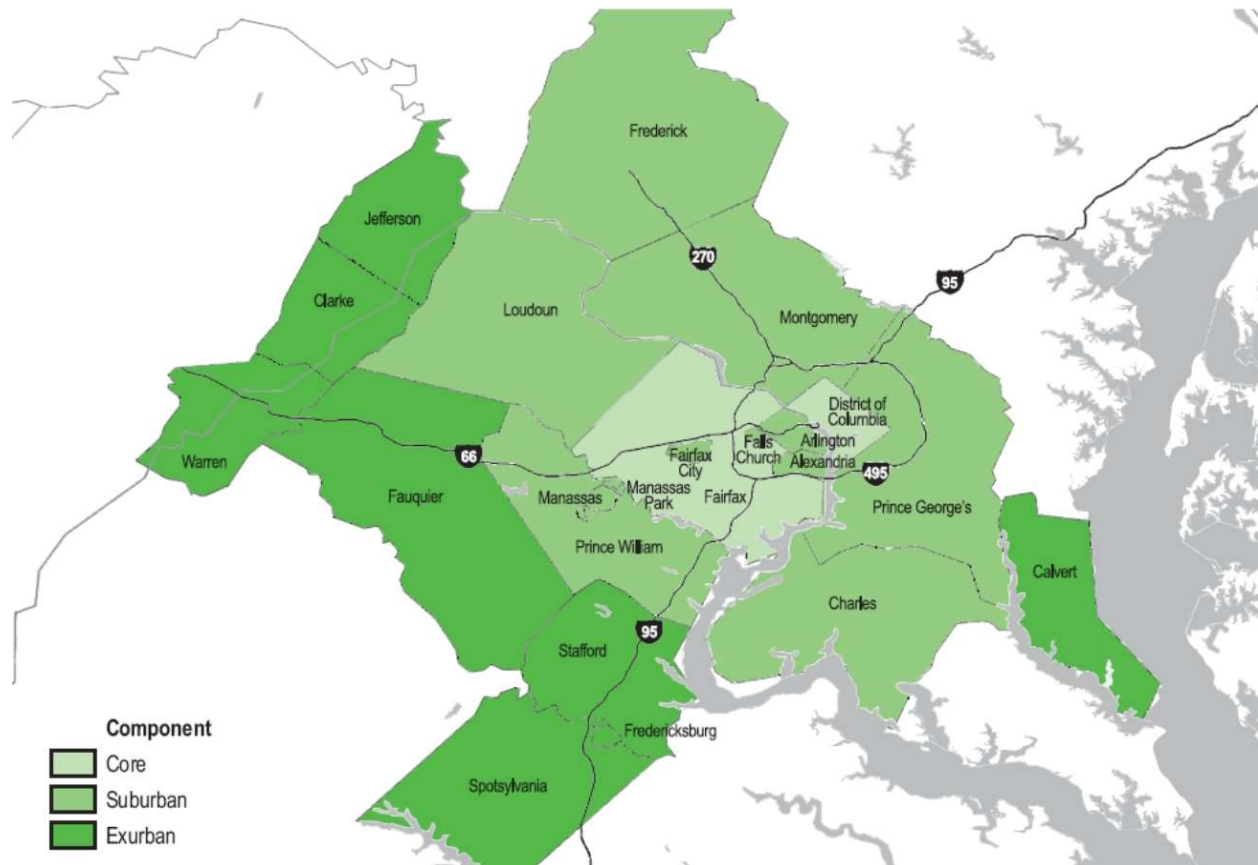 Frederick
Jefferson
270
95
Clarke
Loudoun
Montgomery
District of
Columbia
Falls
Church
Arlington
Alexandria
Fairfax
City
66
495
Warren
Fauquier
Manassas
Manassas
Park
Fairfax
Prince George's
Prince William
Calvert
Charles
95
Stafford
Fredericksburg
Spotsylvania
Component
Core
Suburban
Exurban